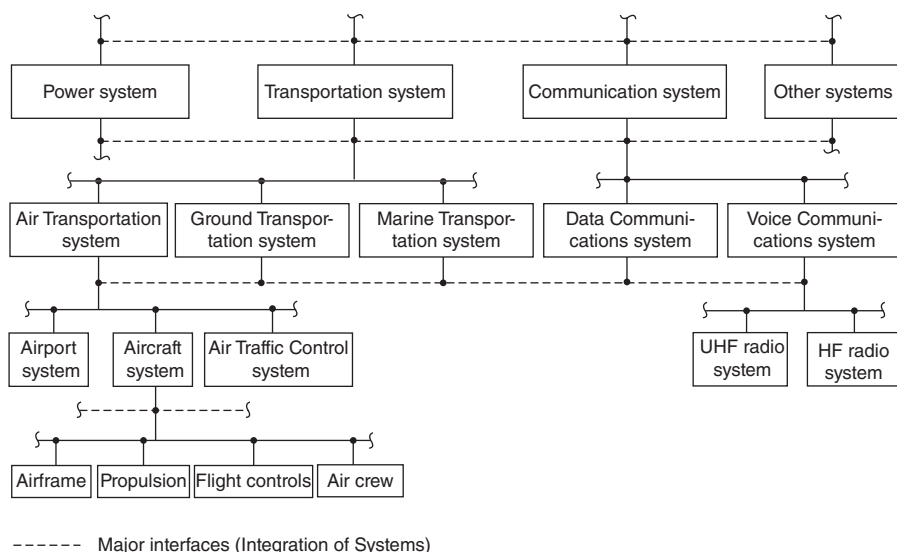 Power system
Transportation system
Communication system
Other systems
Air Transportation
system
Ground Transpor-
tation system
Marine Transpor-
tation system
Data Communi-
cations system
Voice Communi-
cations system
Airport
system
Aircraft
system
Air Traffic Control
system
UHF radio
system
HF radio
system
Airframe
Propulsion
Flight controls
Air crew
Major interfaces (Integration of Systems)